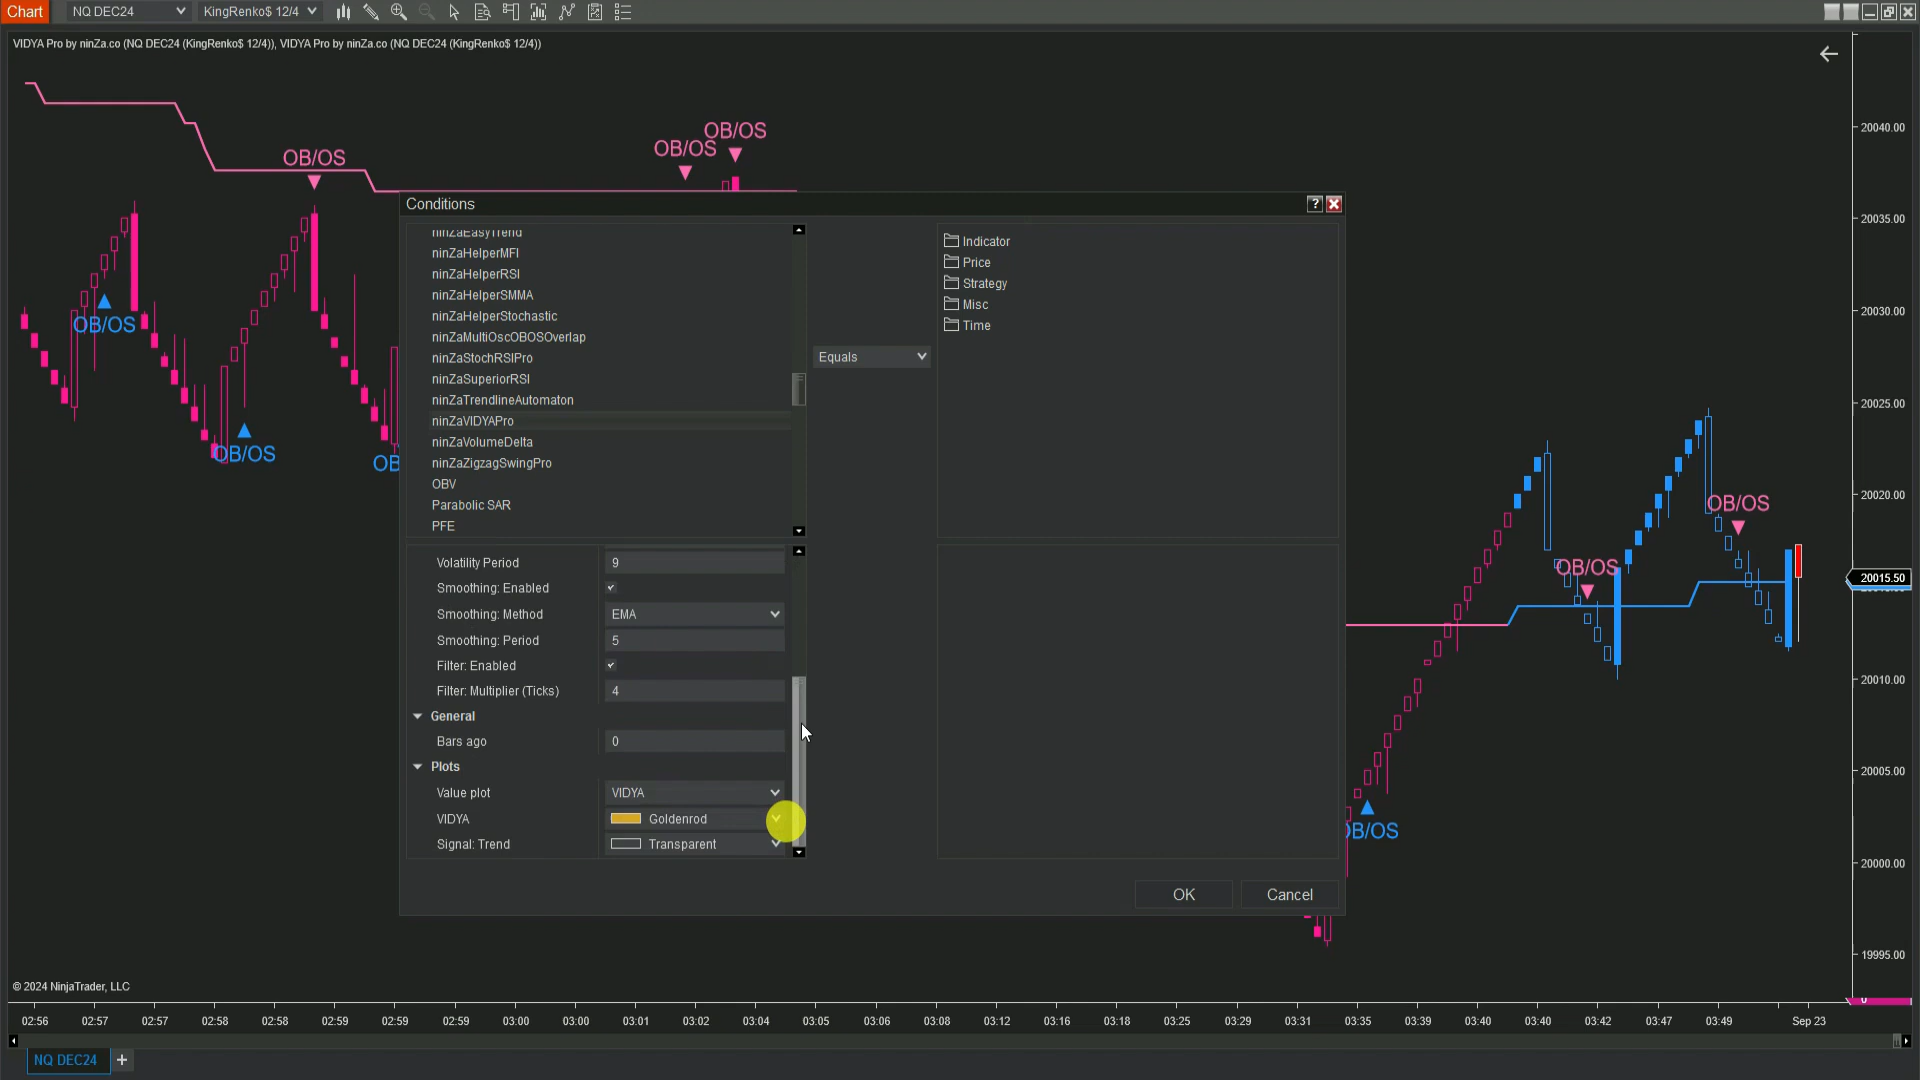 Chart NQ DEC24 KingRenko$ 12/4
VIDYA Pro by ninZa.co (NQ DEC24 (KingRenko$ 12/4)), VIDYA Pro by ninZa.co (NQ DEC24 (KingRenko$ 12/4))
OB/OS
OB/OS
OB/OS
OB/OS
OB/OS
OB
Conditions
?
ninZaEasyTrend
ninZaHelperMFI
ninZaHelperRSI
ninZaHelperSMMA
ninZaHelperStochastic
ninZaMultiOscOBOSOverlap
ninZaStochRSIPro
ninZaSuperiorRSI
ninZaTrendlineAutomaton
ninZaVIDYAPro
ninZaVolumeDelta
ninZaZigzagSwingPro
OBV
Parabolic SAR
PFE
Equals
Indicator
Price
Strategy
Misc
Time
Volatility Period 9
Smoothing: Enabled
Smoothing: Method EMA
Smoothing: Period 5
Filter: Enabled
Filter: Multiplier (Ticks) 4
General
Bars ago 0
Plots
Value plot VIDYA
VIDYA Goldenrod
Signal: Trend Transparent
OK Cancel
OB/OS
OB/OS
OB/OS
20040.00
20035.00
20030.00
20025.00
20020.00
20015.50
20010.00
20005.00
20000.00
19995.00
0
© 2024 NinjaTrader, LLC
02:56 02:57 02:57 02:58 02:58 02:59 02:59 02:59 03:00 03:00 03:01 03:02 03:04 03:05 03:06 03:08 03:12 03:16 03:18 03:25 03:29 03:31 03:35 03:39 03:40 03:40 03:42 03:47 03:49 Sep 23
NQ DEC24 +